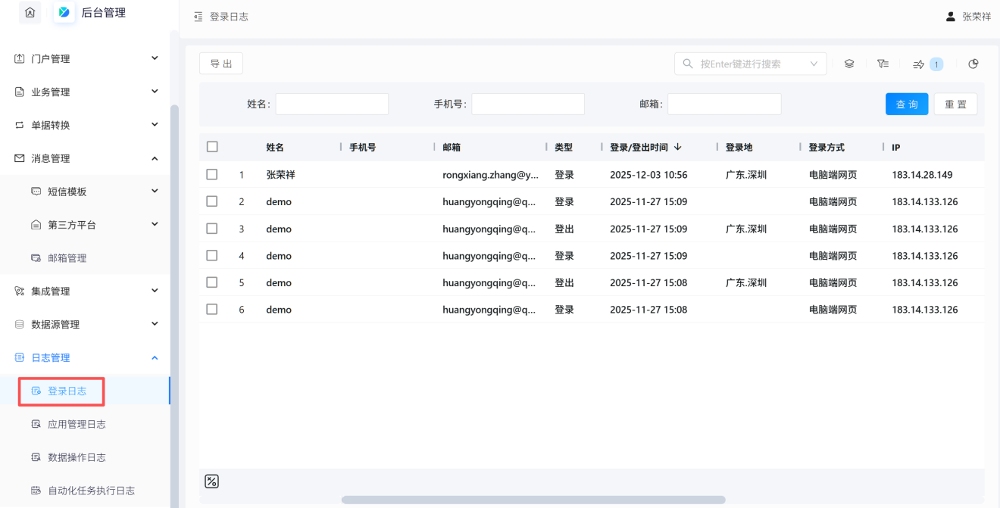 后台管理
登录日志
张荣祥
门户管理
业务管理
单据转换
消息管理
短信模板
第三方平台
邮箱管理
集成管理
数据源管理
日志管理
登录日志
应用管理日志
数据操作日志
自动化任务执行日志
导 出
按Enter键进行搜索
1
姓名: 手机号: 邮箱: 查 询 重 置
姓名 手机号 邮箱 类型 登录/登出时间 登录地 登录方式 IP
1 张荣祥 rongxiang.zhang@y... 登录 2025-12-03 10:56 广东.深圳 电脑端网页 183.14.28.149
2 demo huangyongqing@q... 登录 2025-11-27 15:09 电脑端网页 183.14.133.126
3 demo huangyongqing@q... 登出 2025-11-27 15:09 广东.深圳 电脑端网页 183.14.133.126
4 demo huangyongqing@q... 登录 2025-11-27 15:09 电脑端网页 183.14.133.126
5 demo huangyongqing@q... 登出 2025-11-27 15:08 广东.深圳 电脑端网页 183.14.133.126
6 demo huangyongqing@q... 登录 2025-11-27 15:08 电脑端网页 183.14.133.126